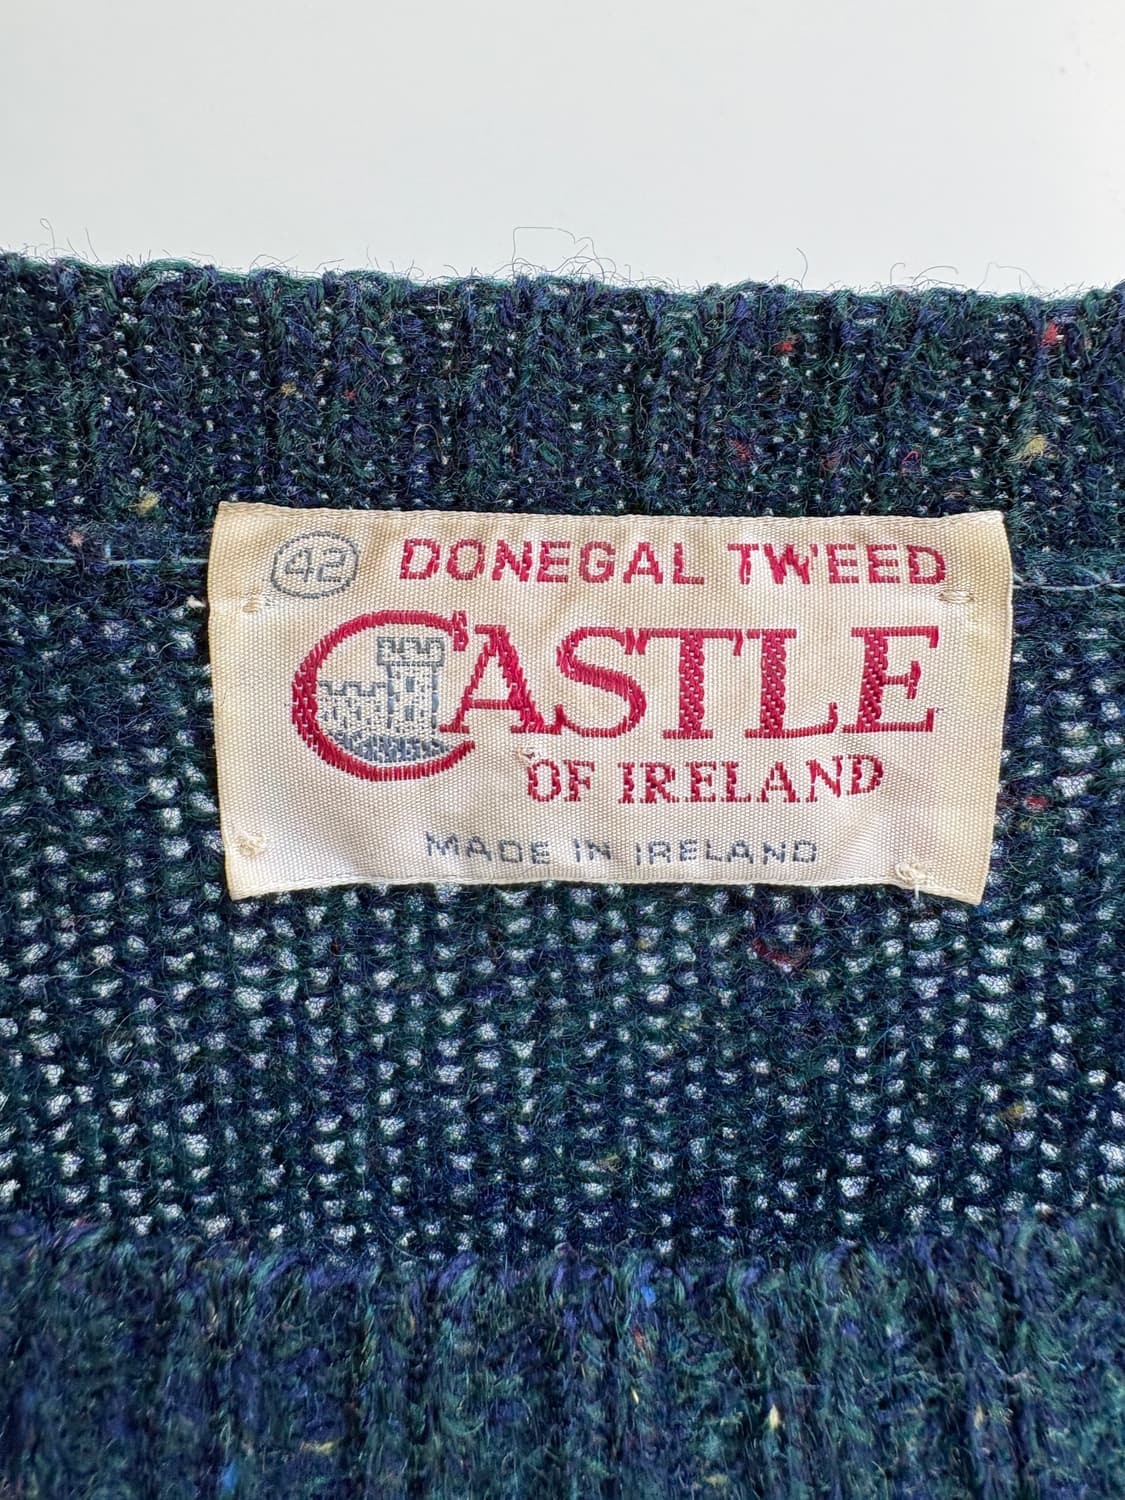 42 DONEGAL TWEED
CASTLE
OF IRELAND
MADE IN IRELAND